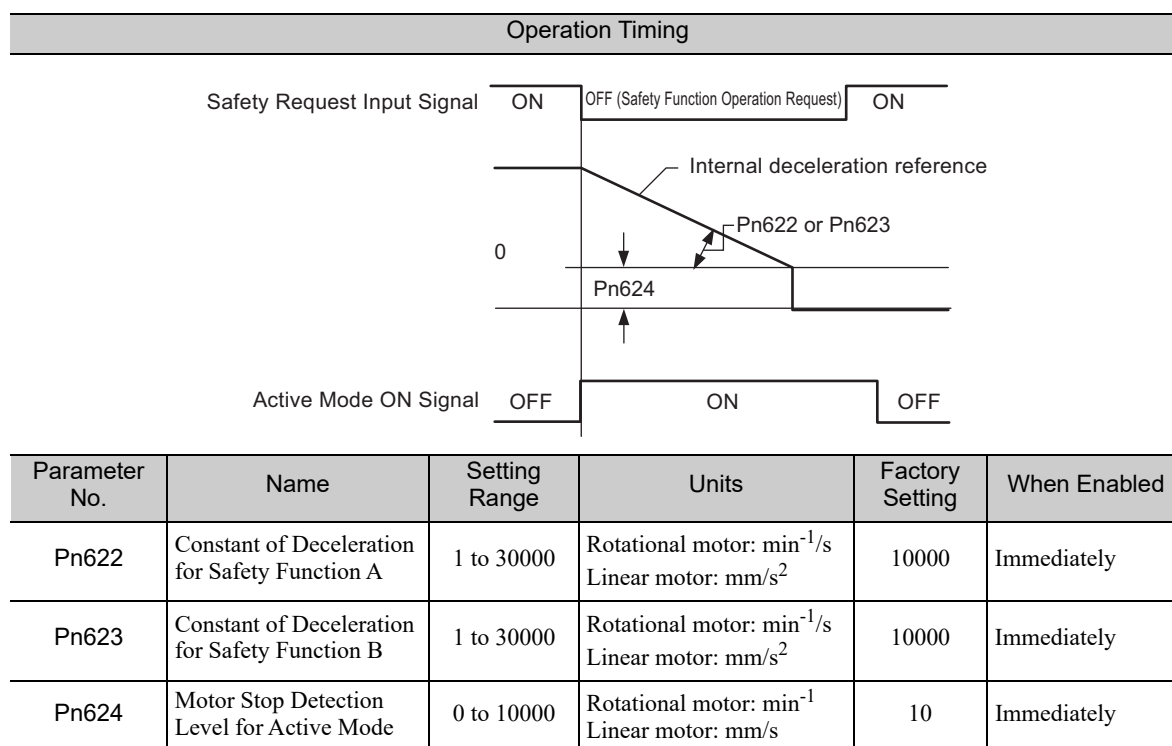 Operation Timing
Safety Request Input Signal ON OFF (Safety Function Operation Request) ON
Internal deceleration reference
Pn622 or Pn623
0
Pn624
Active Mode ON Signal OFF ON OFF
Parameter No. Name Setting Range Units Factory Setting When Enabled
Pn622 Constant of Deceleration for Safety Function A 1 to 30000 Rotational motor: min-1/s Linear motor: mm/s2 10000 Immediately
Pn623 Constant of Deceleration for Safety Function B 1 to 30000 Rotational motor: min-1/s Linear motor: mm/s2 10000 Immediately
Pn624 Motor Stop Detection Level for Active Mode 0 to 10000 Rotational motor: min-1 Linear motor: mm/s 10 Immediately